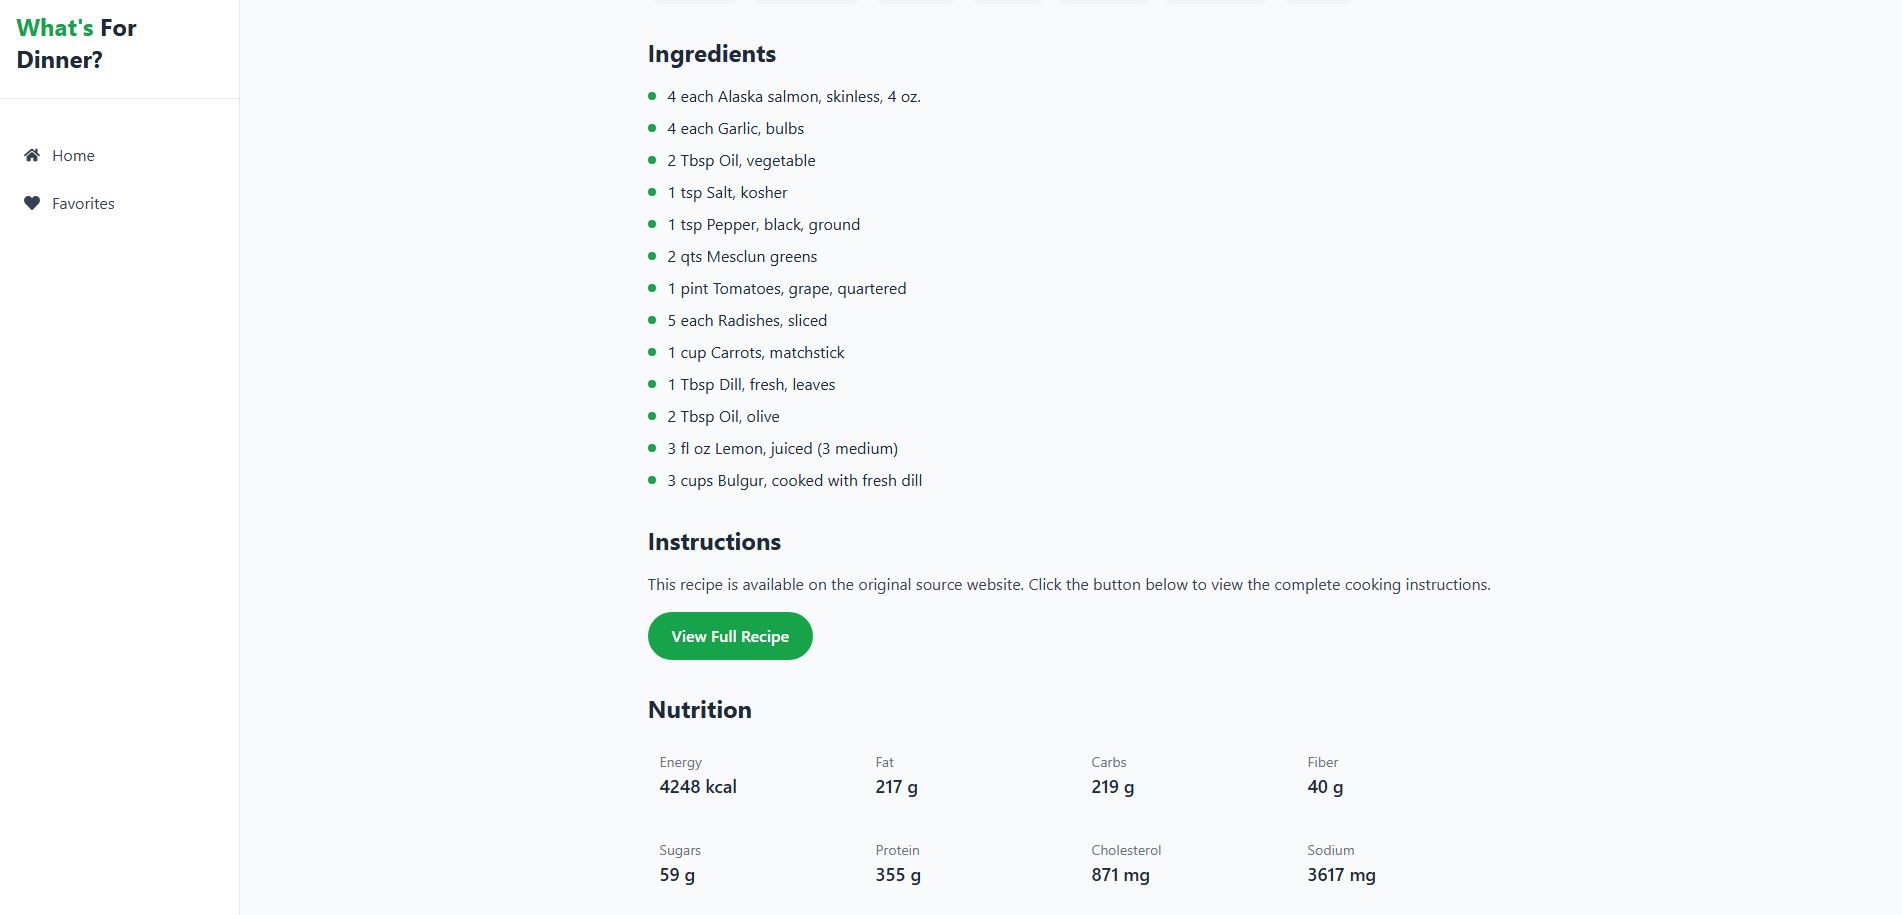 What's For
Dinner?
Home
Favorites
Ingredients
4 each Alaska salmon, skinless, 4 oz.
4 each Garlic, bulbs
2 Tbsp Oil, vegetable
1 tsp Salt, kosher
1 tsp Pepper, black, ground
2 qts Mesclun greens
1 pint Tomatoes, grape, quartered
5 each Radishes, sliced
1 cup Carrots, matchstick
1 Tbsp Dill, fresh, leaves
2 Tbsp Oil, olive
3 fl oz Lemon, juiced (3 medium)
3 cups Bulgur, cooked with fresh dill
Instructions
This recipe is available on the original source website. Click the button below to view the complete cooking instructions.
View Full Recipe
Nutrition
Energy Fat Carbs Fiber
4248 kcal 217 g 219 g 40 g
Sugars Protein Cholesterol Sodium
59 g 355 g 871 mg 3617 mg